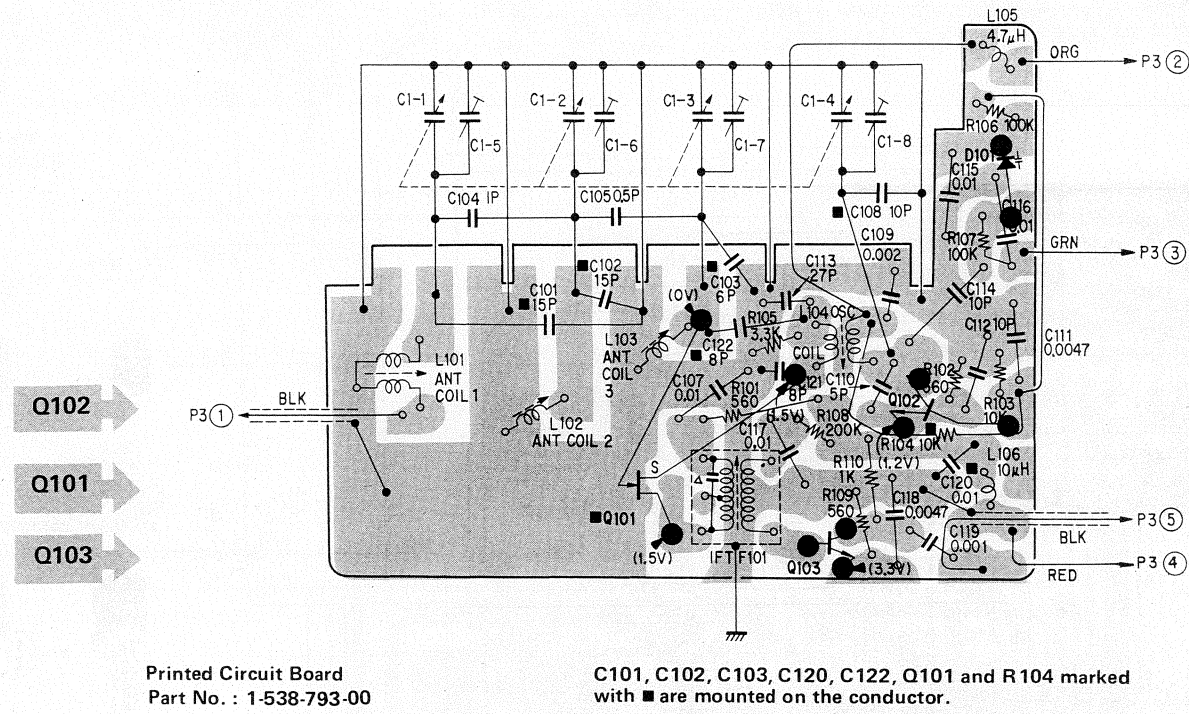 L105
4.7μH
ORG
P3 2
C1-1
C1-2
C1-3
C1-4
C1-5
C1-6
C1-7
C1-8
R106 100K
D101
C115
0.01
C104 1P
C105 0.5P
■ C108 10P
C116
0.01
R107
100K
GRN
P3 3
C109
0.002
■ C102
15P
■ C103
6P
C113
27P
C114
10P
■ C101
15P
(0V)
R105
3.3K
L104 OSC
COIL
C112 10P
C111
0.0047
L103
ANT
COIL
3
■ C122
8P
L101
ANT
COIL 1
C107
0.01
R101
560
C121
8P
C110
5P
R102
560
Q102
Q102
BLK
P3 1
L102
ANT COIL 2
(1.5V)
R108
200K
R103
10K
■ R104 10K
(1.2V)
C117
0.01
L106
10μH
S
R110
1K
■ C120
0.01
Q101
R109
560
C118
0.0047
■ Q101
P3 5
BLK
C119
0.001
Q103
(1.5V)
IFT F101
Q103
(3.3V)
P3 4
RED
Printed Circuit Board
Part No. : 1-538-793-00
C101, C102, C103, C120, C122, Q101 and R104 marked
with ■ are mounted on the conductor.